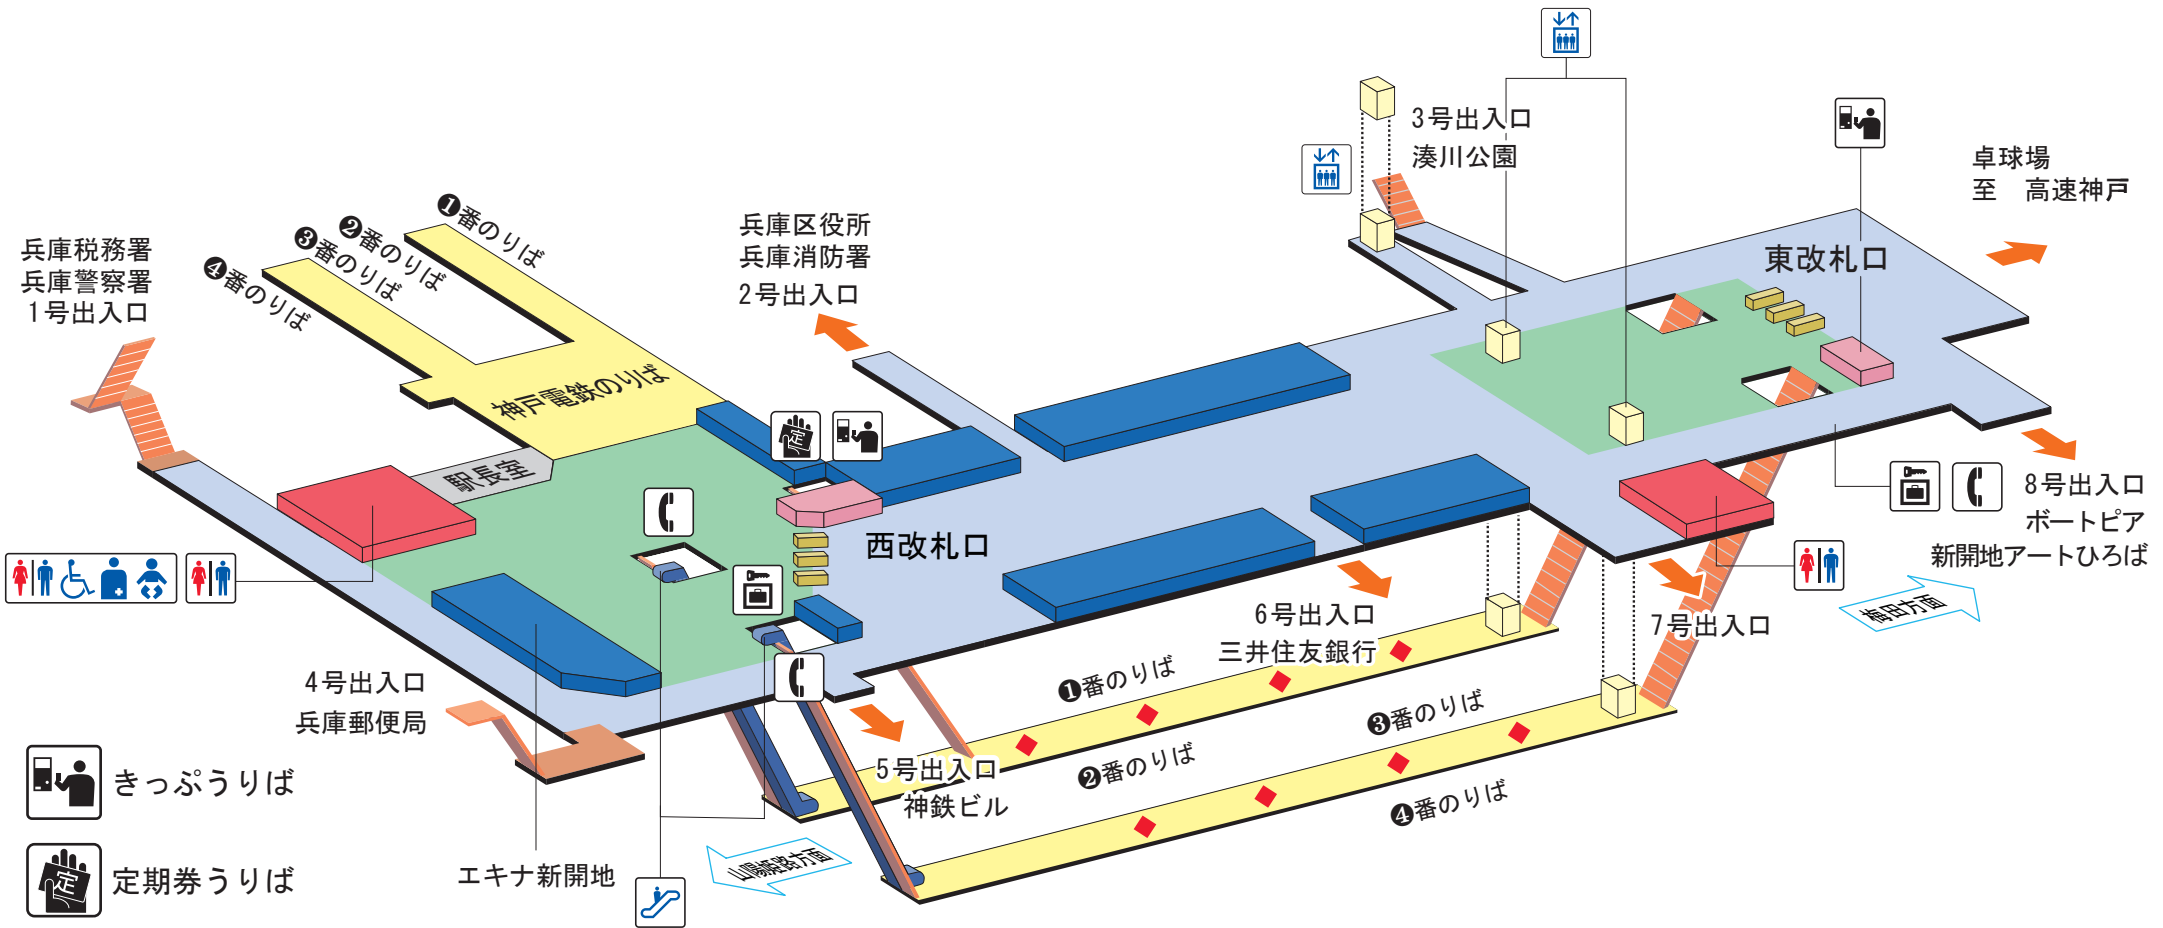 3号出入口
湊川公園
卓球場
至 高速神戸
東改札口
❶番のりば
❷番のりば
❸番のりば
❹番のりば
兵庫税務署
兵庫警察署
1号出入口
兵庫区役所
兵庫消防署
2号出入口
神戸電鉄のりば
駅長室
定
西改札口
8号出入口
ボートピア
新開地アートひろば
梅田方面
6号出入口
三井住友銀行
7号出入口
❶番のりば
❷番のりば
❸番のりば
❹番のりば
4号出入口
兵庫郵便局
5号出入口
神鉄ビル
山陽姫路方面
エキナ新開地
きっぷうりば
定
定期券うりば